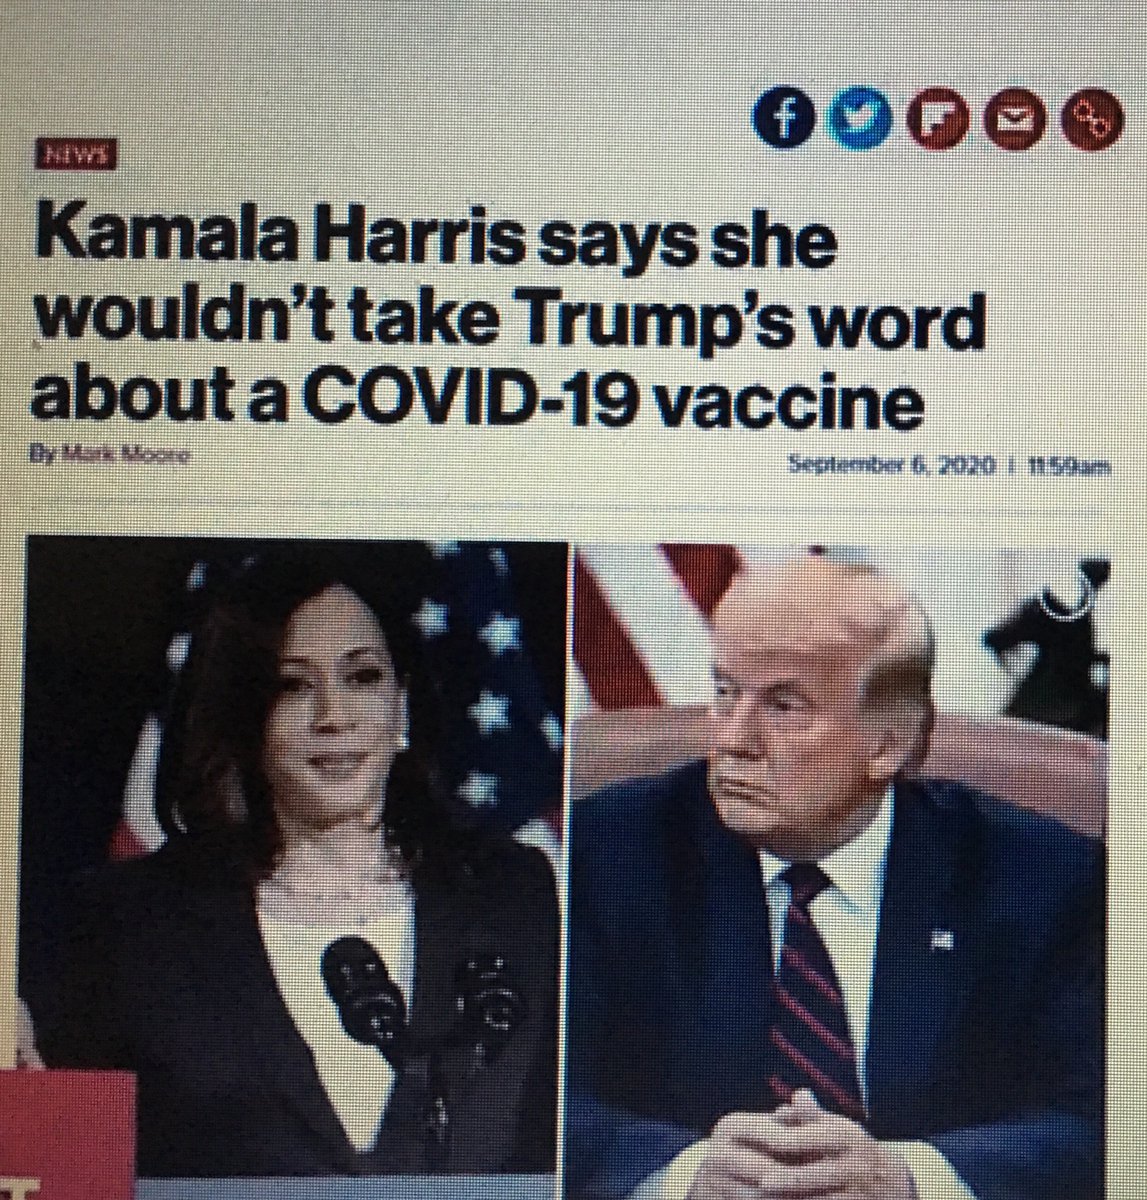 NEWS
Kamala Harris says she
wouldn't take Trump's word
about a COVID-19 vaccine
By Mark Moore
September 6, 2020 | 11:59am